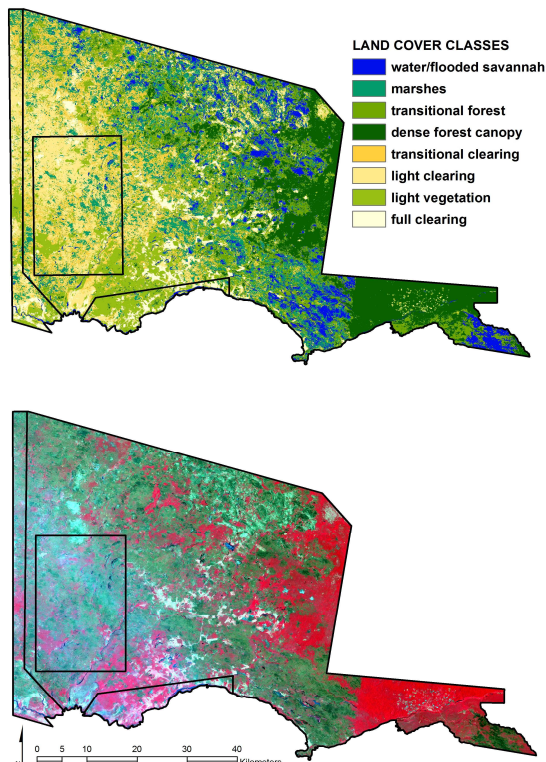 LAND COVER CLASSES
water/flooded savannah
marshes
transitional forest
dense forest canopy
transitional clearing
light clearing
light vegetation
full clearing
0 5 10 20 30 40
Kilometers